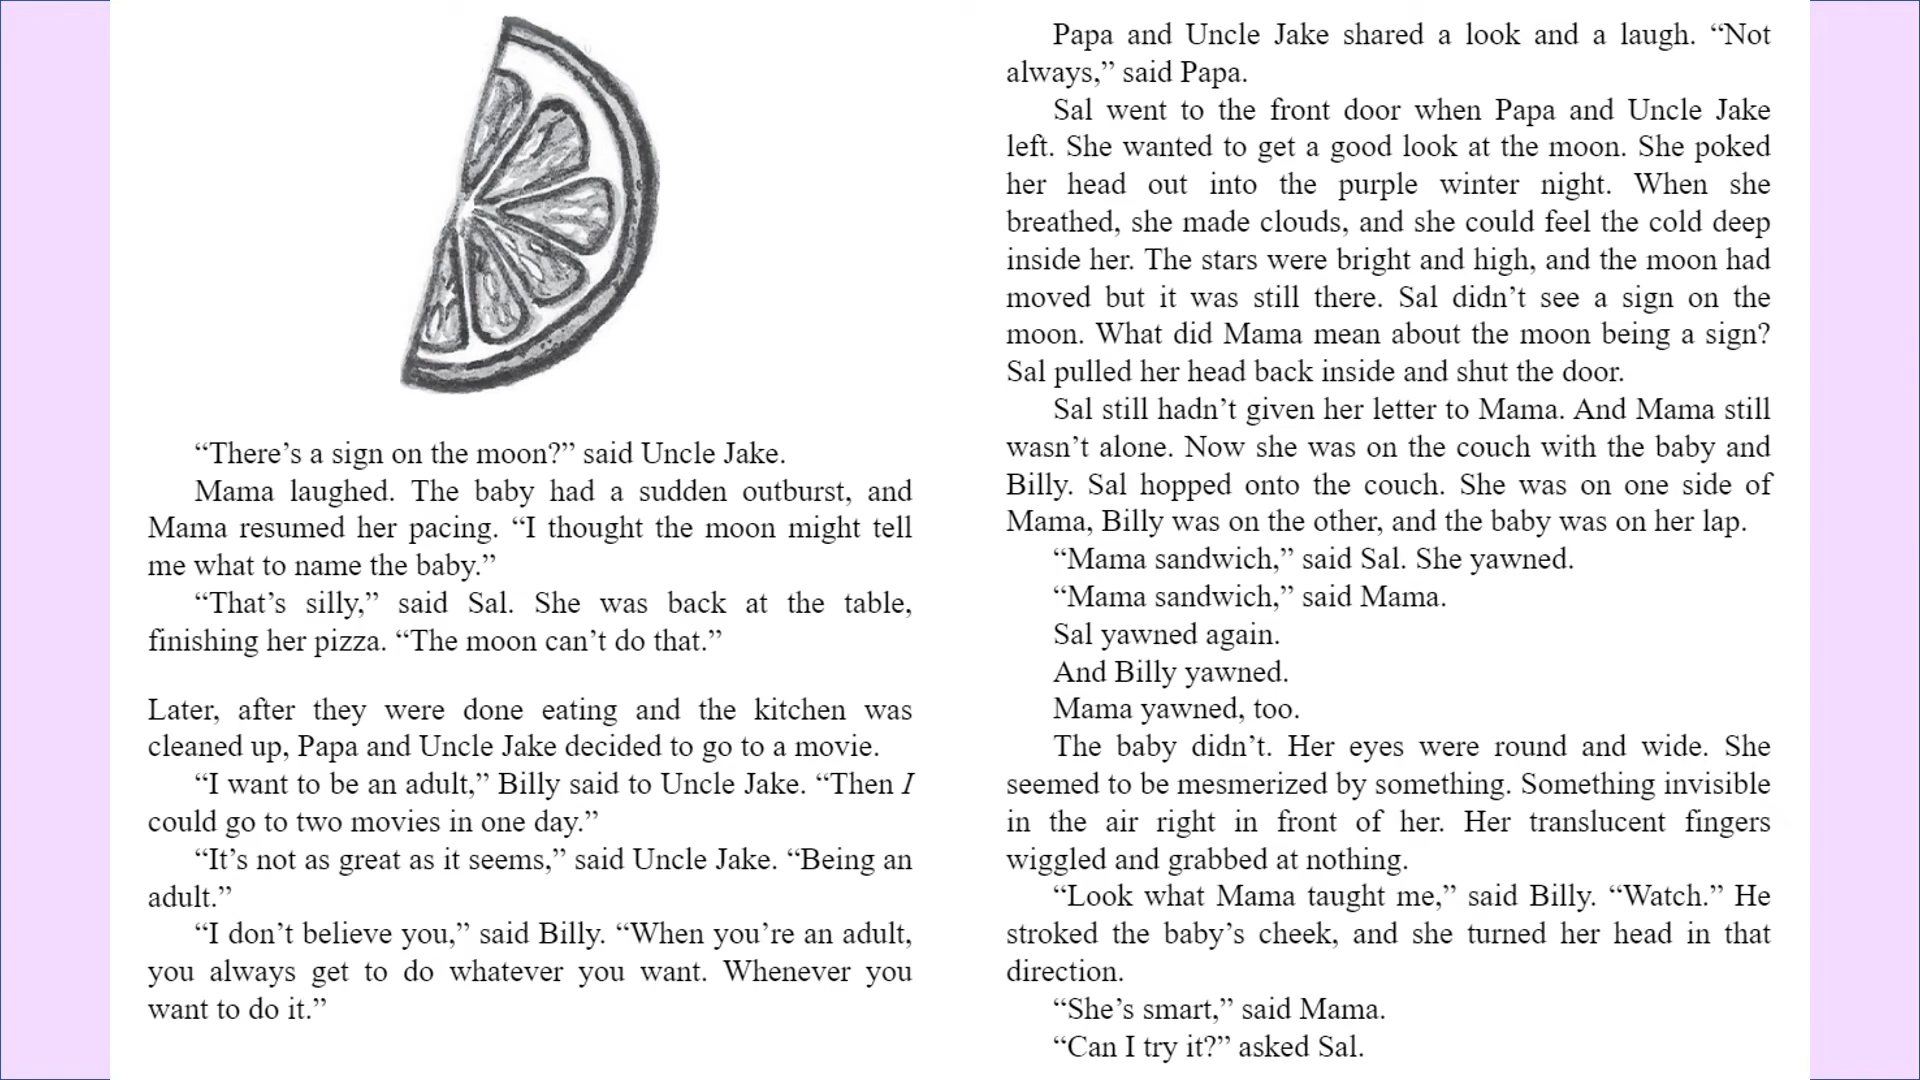 “There’s a sign on the moon?” said Uncle Jake.
Mama laughed. The baby had a sudden outburst, and
Mama resumed her pacing. “I thought the moon might tell
me what to name the baby.”
“That’s silly,” said Sal. She was back at the table,
finishing her pizza. “The moon can’t do that.”
Later, after they were done eating and the kitchen was
cleaned up, Papa and Uncle Jake decided to go to a movie.
“I want to be an adult,” Billy said to Uncle Jake. “Then I
could go to two movies in one day.”
“It’s not as great as it seems,” said Uncle Jake. “Being an
adult.”
“I don’t believe you,” said Billy. “When you’re an adult,
you always get to do whatever you want. Whenever you
want to do it.”
Papa and Uncle Jake shared a look and a laugh. “Not
always,” said Papa.
Sal went to the front door when Papa and Uncle Jake
left. She wanted to get a good look at the moon. She poked
her head out into the purple winter night. When she
breathed, she made clouds, and she could feel the cold deep
inside her. The stars were bright and high, and the moon had
moved but it was still there. Sal didn’t see a sign on the
moon. What did Mama mean about the moon being a sign?
Sal pulled her head back inside and shut the door.
Sal still hadn’t given her letter to Mama. And Mama still
wasn’t alone. Now she was on the couch with the baby and
Billy. Sal hopped onto the couch. She was on one side of
Mama, Billy was on the other, and the baby was on her lap.
“Mama sandwich,” said Sal. She yawned.
“Mama sandwich,” said Mama.
Sal yawned again.
And Billy yawned.
Mama yawned, too.
The baby didn’t. Her eyes were round and wide. She
seemed to be mesmerized by something. Something invisible
in the air right in front of her. Her translucent fingers
wiggled and grabbed at nothing.
“Look what Mama taught me,” said Billy. “Watch.” He
stroked the baby’s cheek, and she turned her head in that
direction.
“She’s smart,” said Mama.
“Can I try it?” asked Sal.